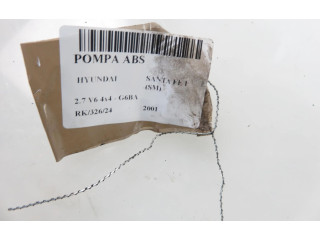 POMPA ABS
HYUNDAI SANTA FE I
(SM)
2.7 V6 4x4 - G6BA
RK/326/24 2001